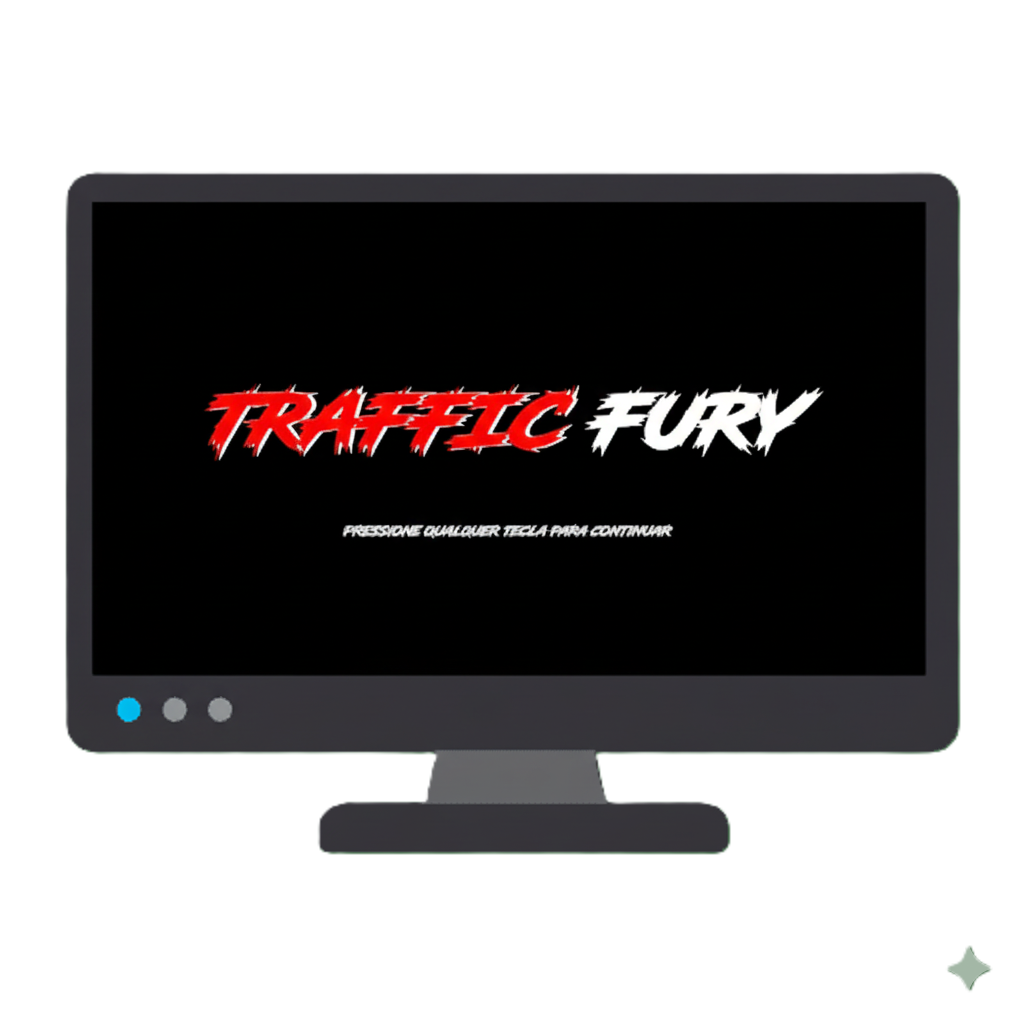 TRAFFIC FURY
PRESSIONE QUALQUER TECLA PARA CONTINUAR